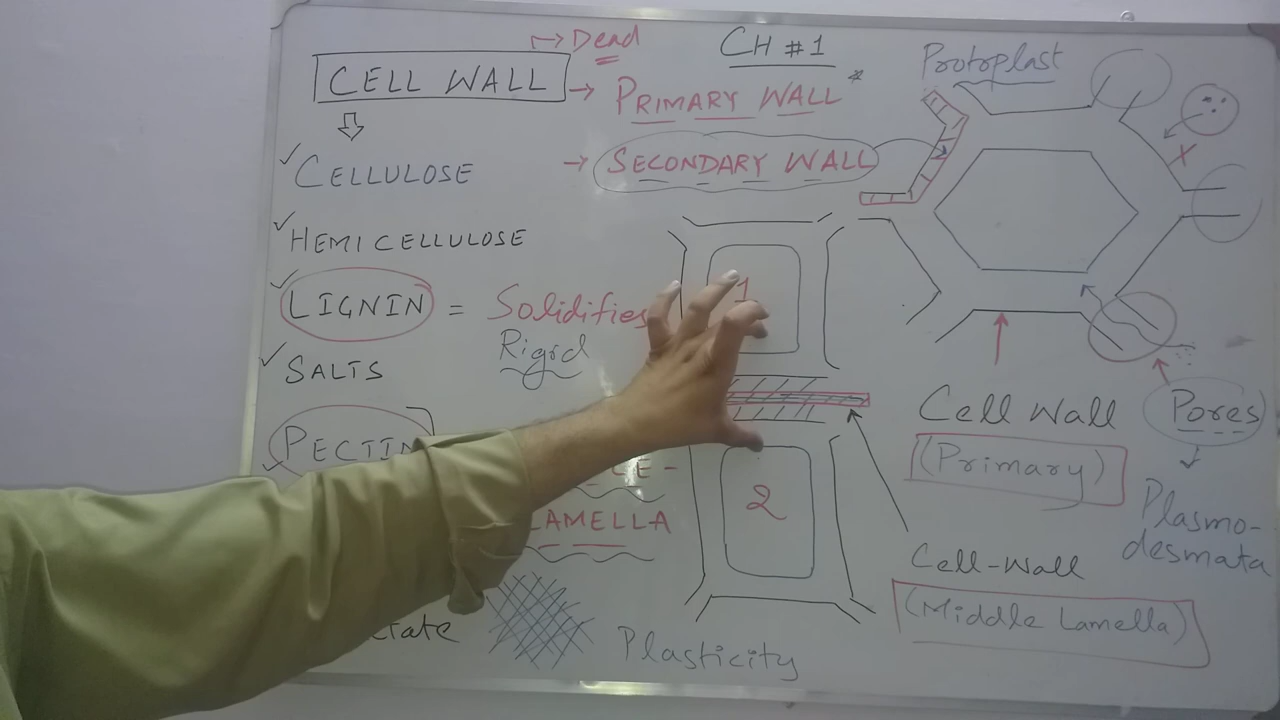 CH #1
→ Dead
CELL WALL
→ PRIMARY WALL *
→ SECONDARY WALL
✓ CELLULOSE
✓ HEMICELLULOSE
✓ LIGNIN = Solidifies
Rigid
✓ SALTS
✓ PECTIN
LAMELLA
Plasticity
1
2
Protoplast
X
Cell Wall
(Primary)
Pores
Plasmo-
desmata
Cell-Wall
(Middle Lamella)